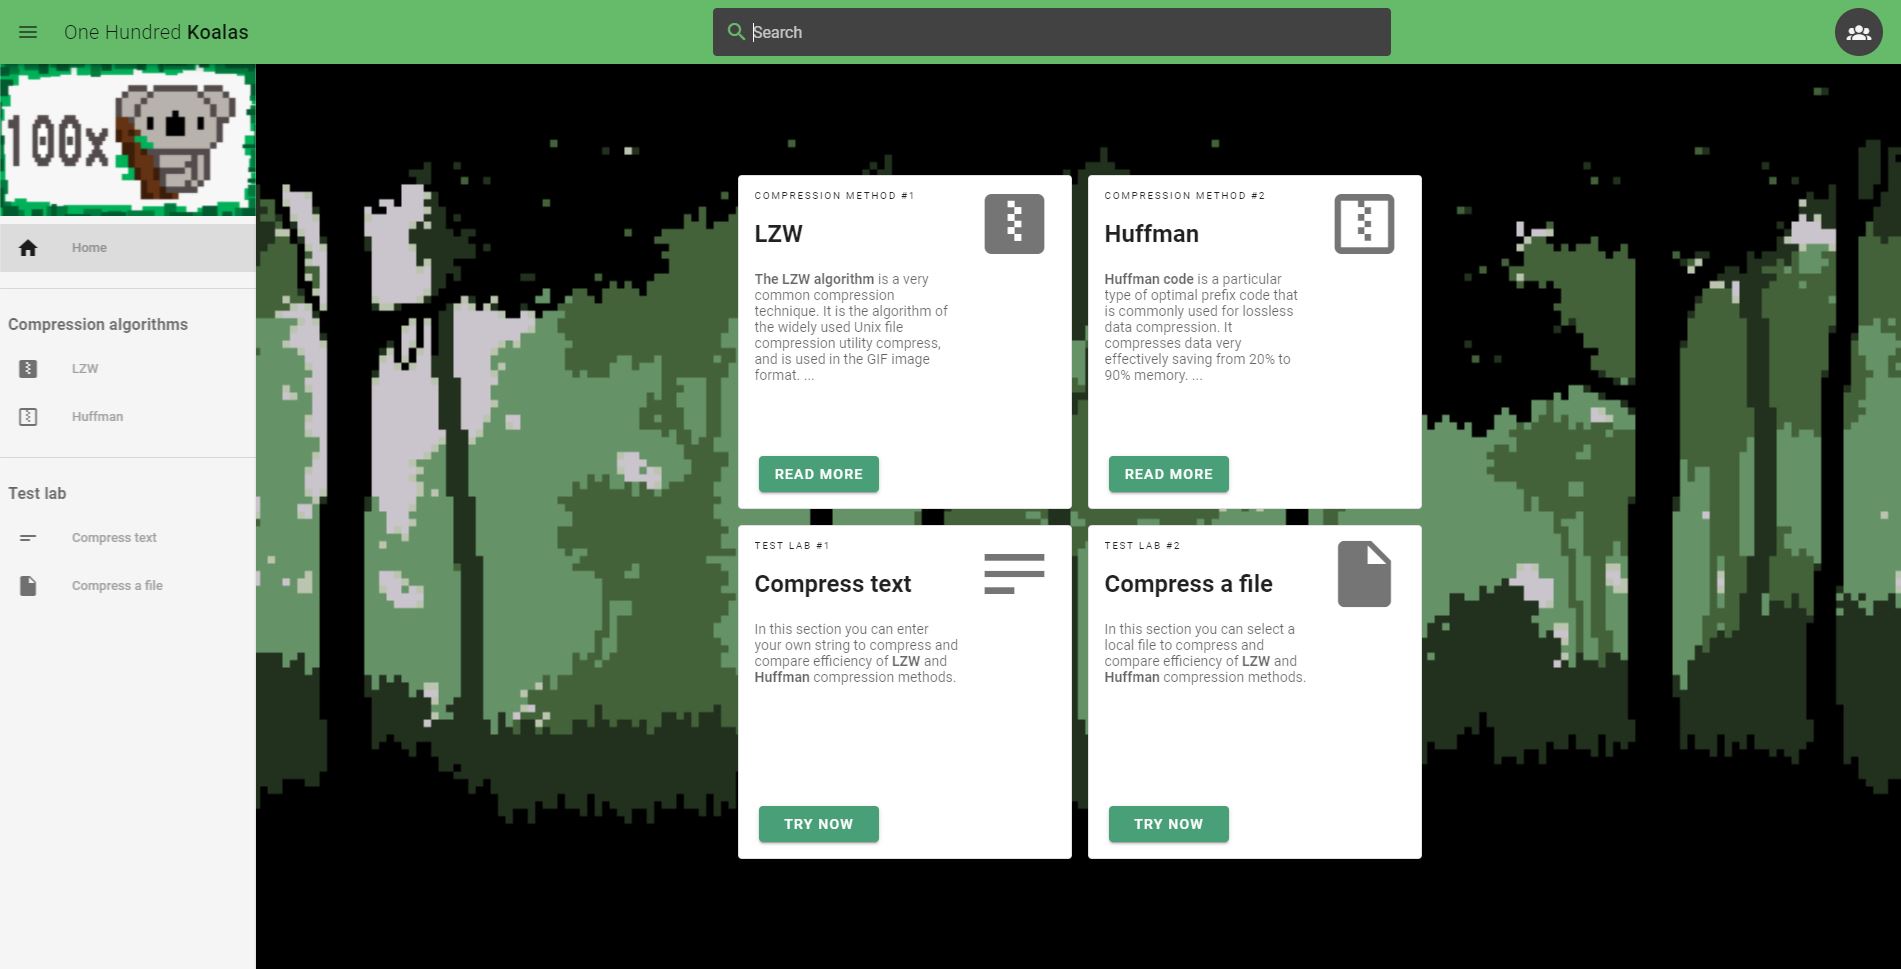 One Hundred Koalas
Search
100x
Home
Compression algorithms
LZW
Huffman
Test lab
Compress text
Compress a file
COMPRESSION METHOD #1
LZW
The LZW algorithm is a very
common compression
technique. It is the algorithm of
the widely used Unix file
compression utility compress,
and is used in the GIF image
format. ...
READ MORE
COMPRESSION METHOD #2
Huffman
Huffman code is a particular
type of optimal prefix code that
is commonly used for lossless
data compression. It
compresses data very
effectively saving from 20% to
90% memory. ...
READ MORE
TEST LAB #1
Compress text
In this section you can enter
your own string to compress and
compare efficiency of LZW and
Huffman compression methods.
TRY NOW
TEST LAB #2
Compress a file
In this section you can select a
local file to compress and
compare efficiency of LZW and
Huffman compression methods.
TRY NOW